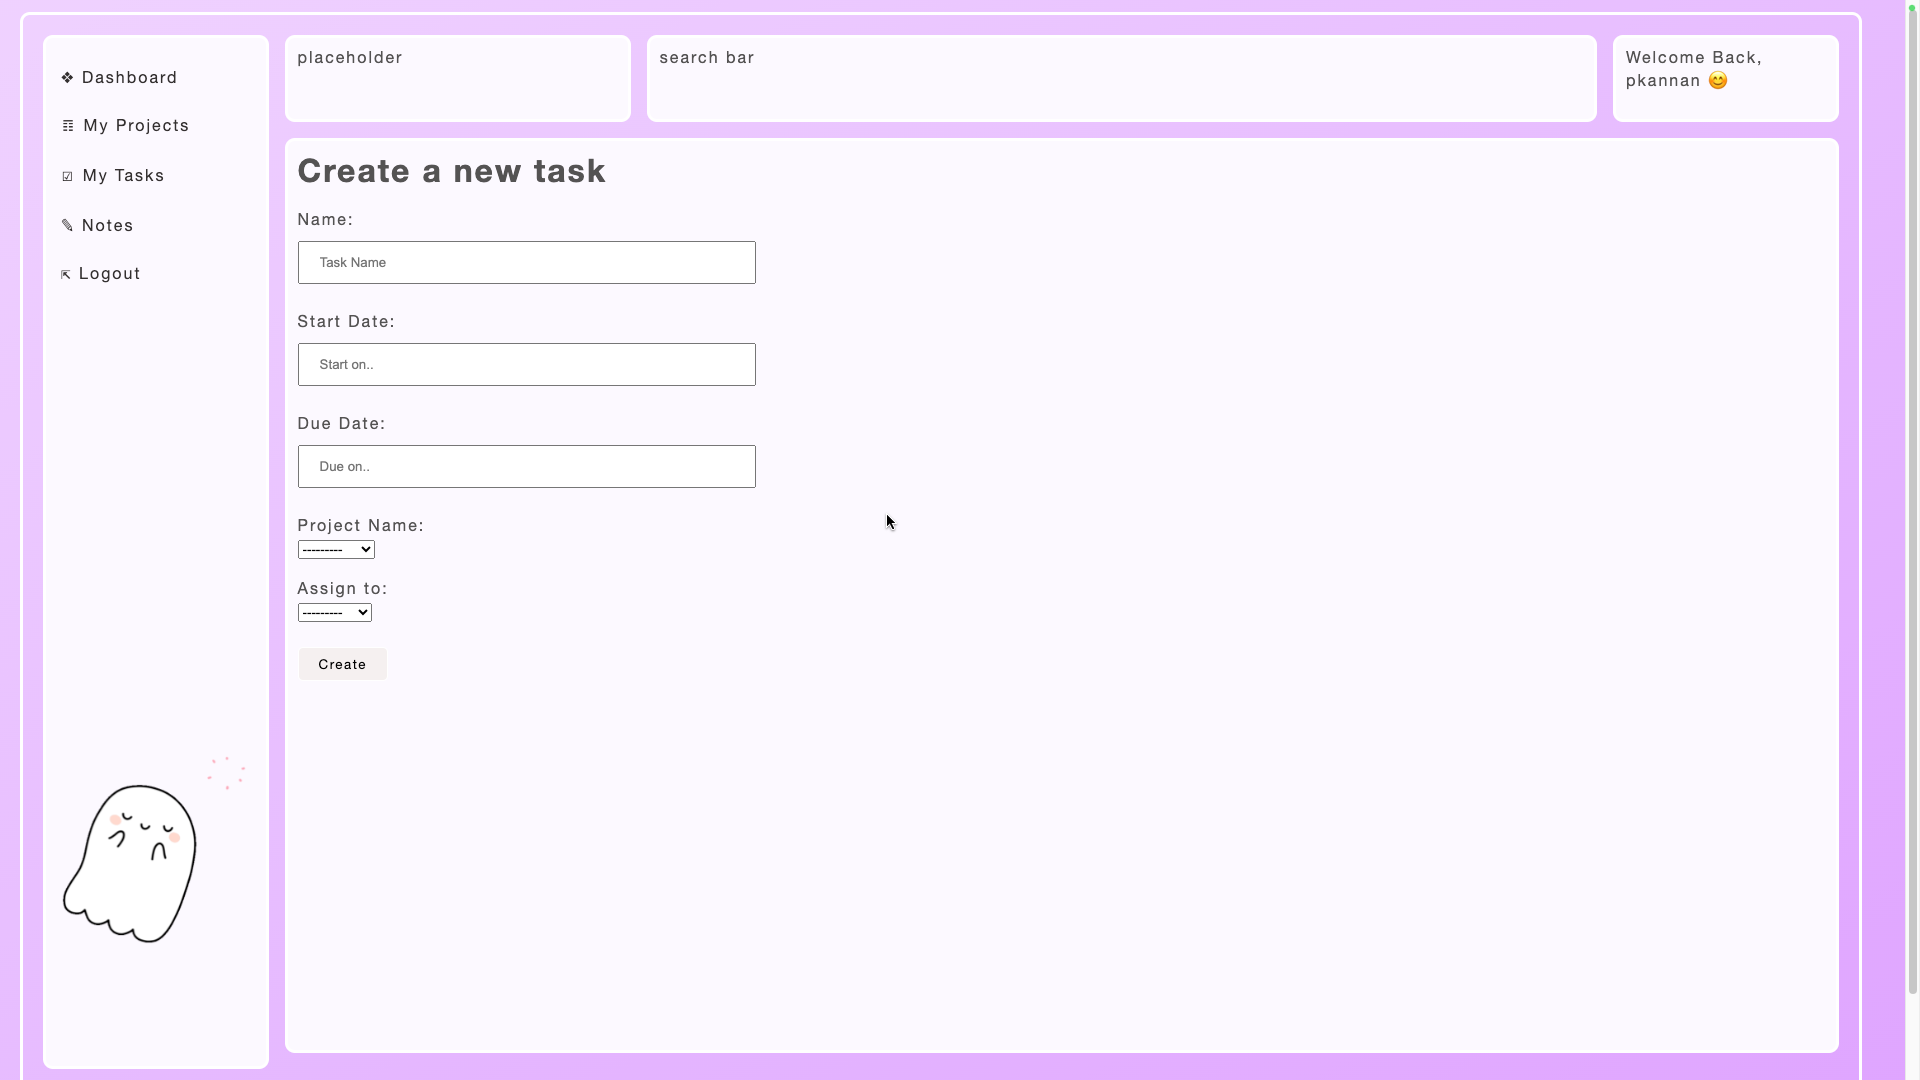 ❖ Dashboard
☷ My Projects
☑ My Tasks
✎ Notes
⇱ Logout
placeholder
search bar
Welcome Back,
pkannan 😊
Create a new task
Name:
Task Name
Start Date:
Start on..
Due Date:
Due on..
Project Name:
---------
Assign to:
---------
Create